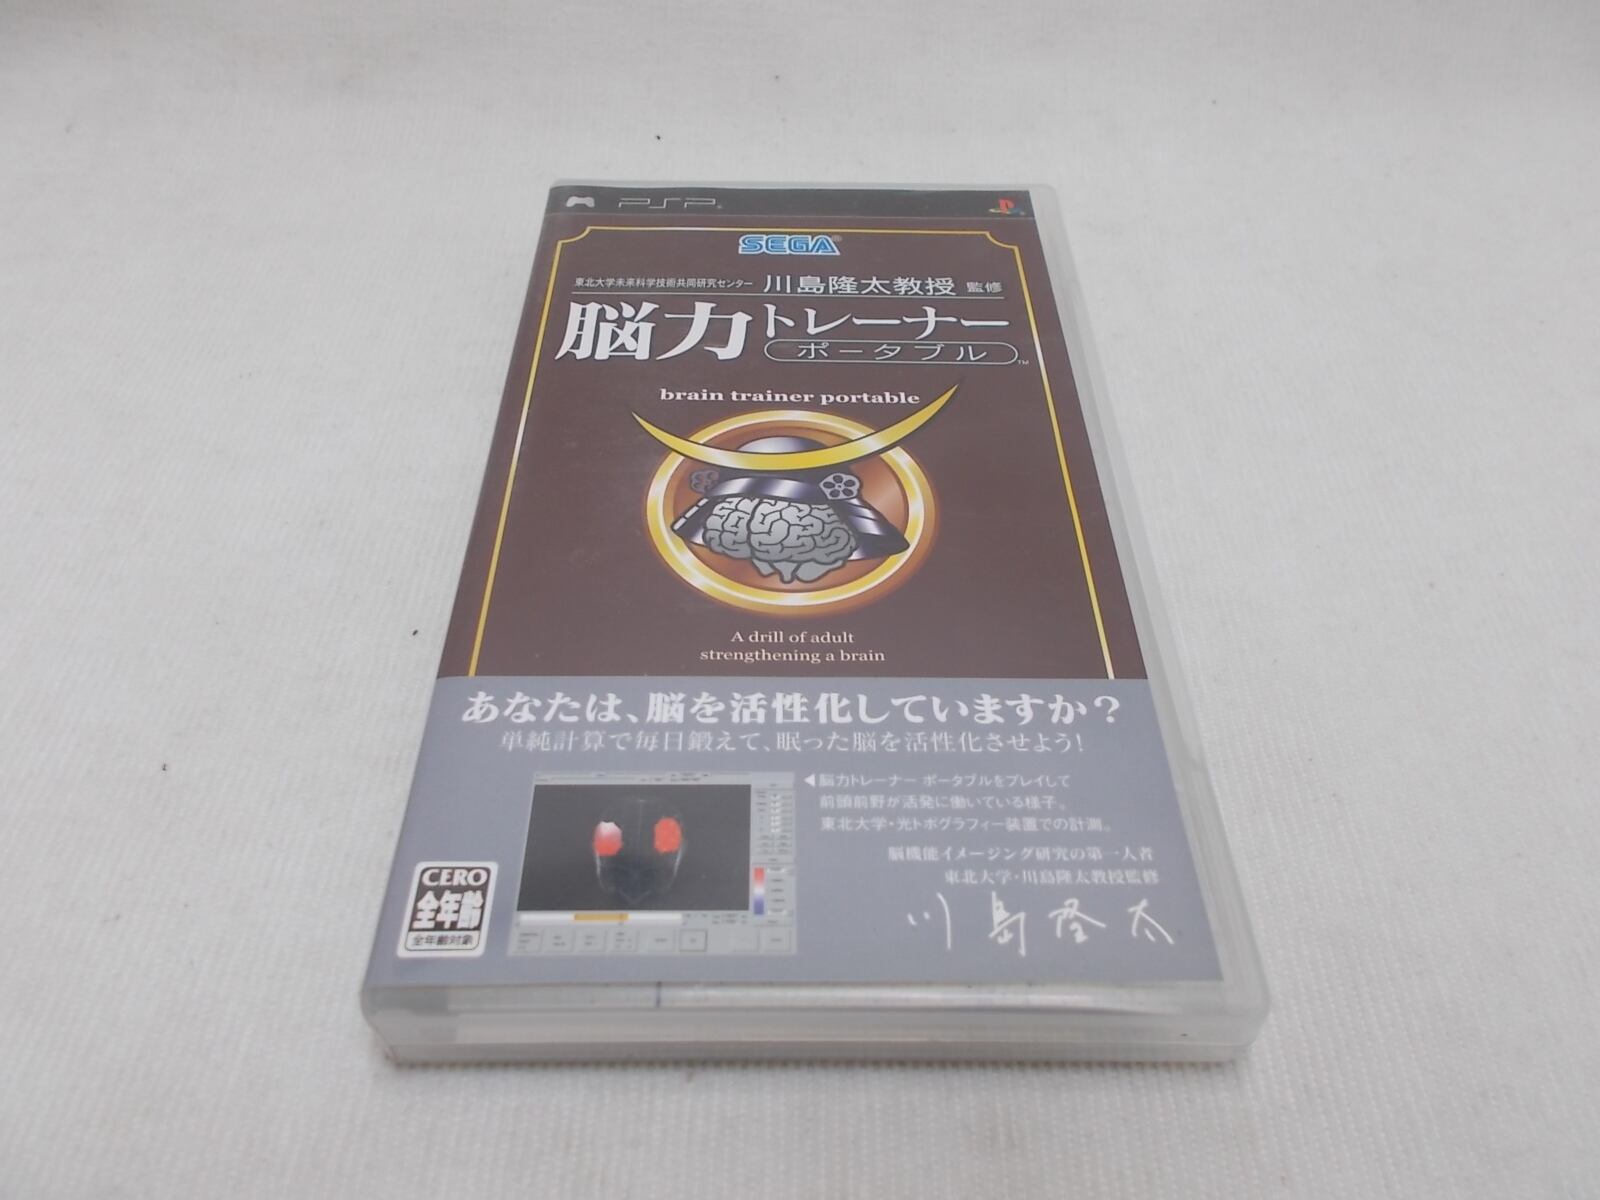 PSP
SEGA
東北大学未来科学技術共同研究センター 川島隆太教授 監修
脳力トレーナー
ポータブル™
brain trainer portable
A drill of adult
strengthening a brain
あなたは、脳を活性化していますか?
単純計算で毎日鍛えて、眠った脳を活性化させよう!
◀脳力トレーナー ポータブルをプレイして
前頭前野が活発に働いている様子。
東北大学・光トポグラフィー装置での計測。
脳機能イメージング研究の第一人者
東北大学・川島隆太教授監修
川島隆太
CERO
全年齢
全年齢対象